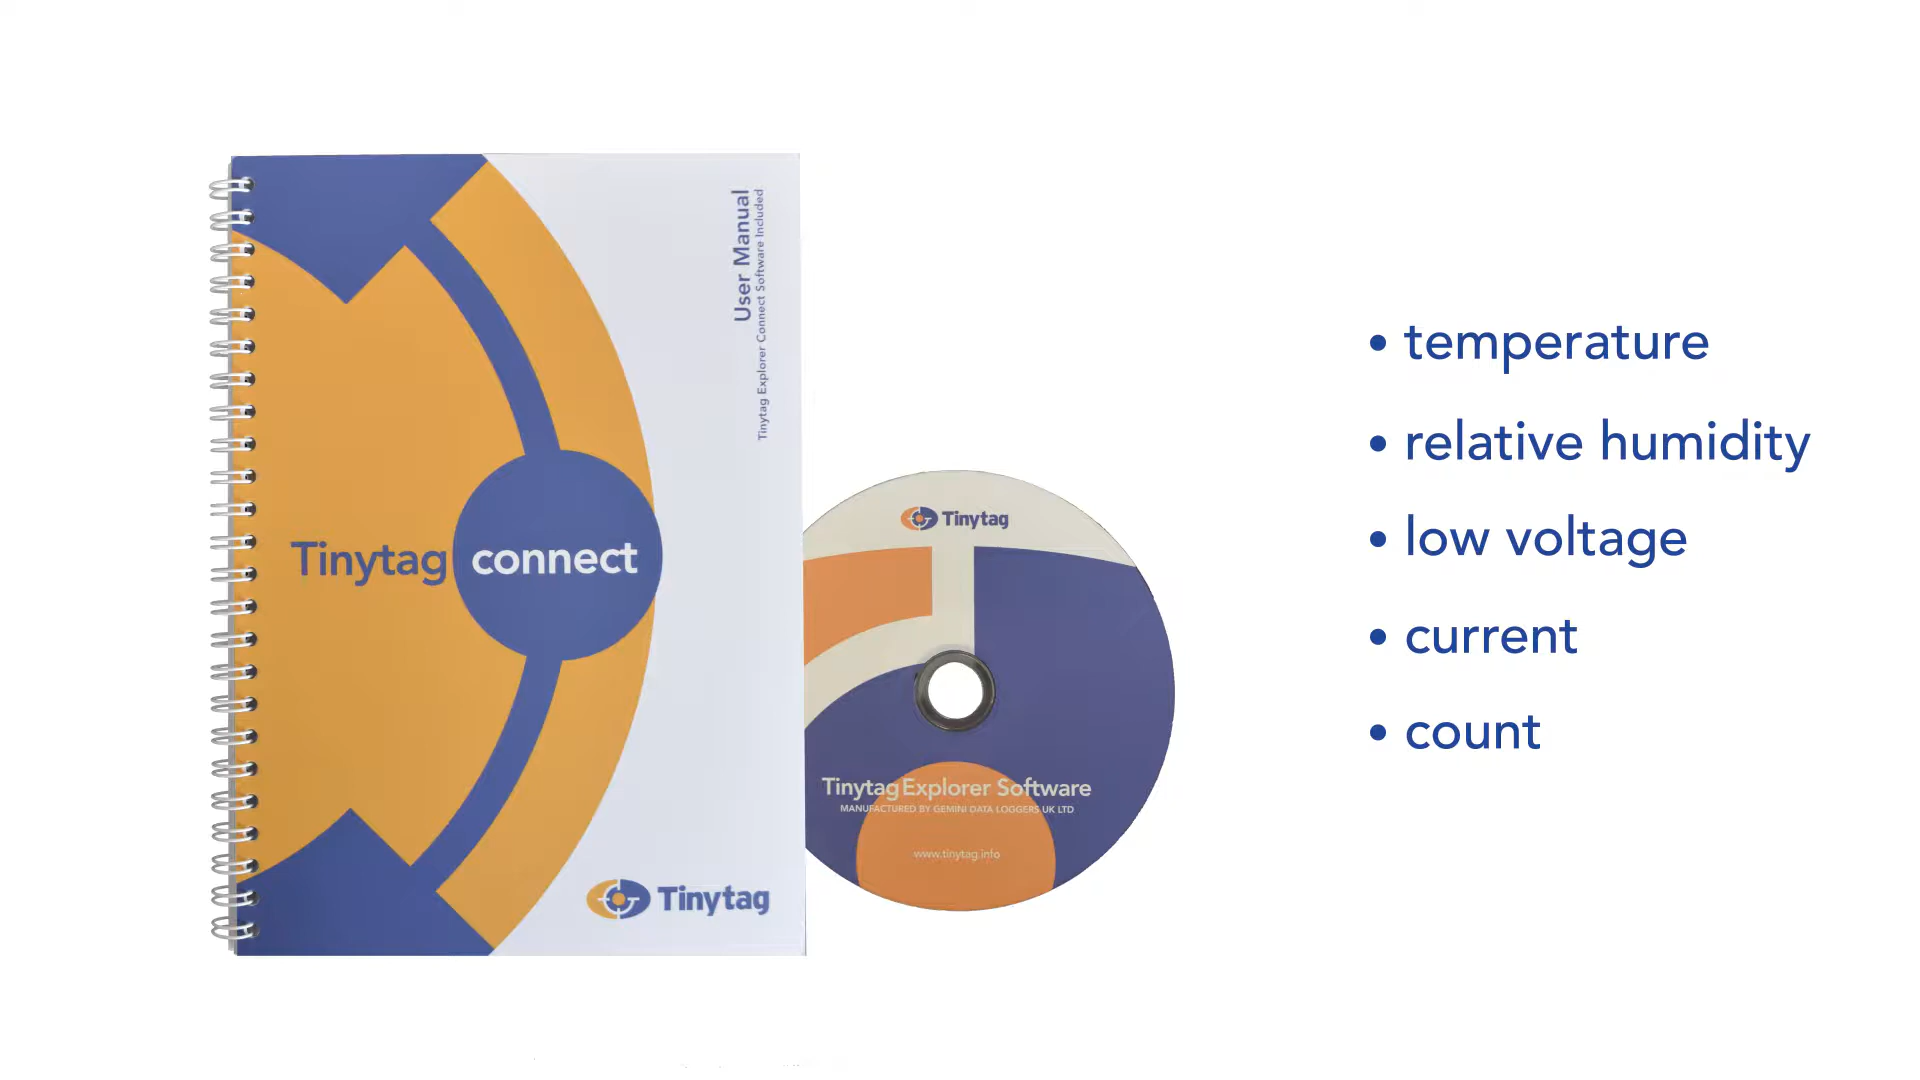 User Manual
Tinytag Explorer Connect Software Included
Tinytag connect
Tinytag
Tinytag
Tinytag Explorer Software
MANUFACTURED BY GEMINI DATA LOGGERS UK LTD
www.tinytag.info
• temperature
• relative humidity
• low voltage
• current
• count